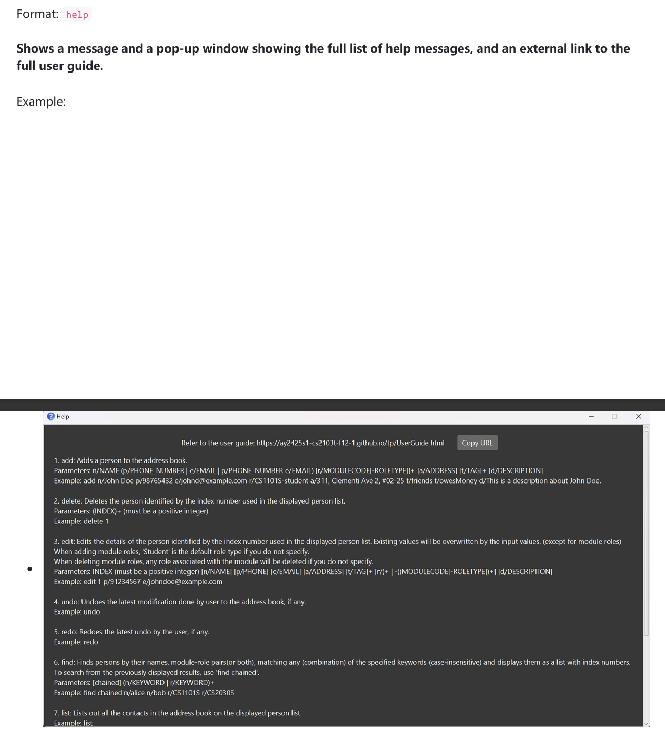 Format: help
Shows a message and a pop-up window showing the full list of help messages, and an external link to the
full user guide.
Example:
Help
Refer to the user guide: https://ay2425s1-cs2103t-t12-1.github.io/tp/UserGuide.html Copy URL
1. add: Adds a person to the address book.
Parameters: n/NAME (p/PHONE_NUMBER | e/EMAIL | p/PHONE_NUMBER e/EMAIL) [r/MODULECODE[-ROLETYPE]]+ [a/ADDRESS] [t/TAG]+ [d/DESCRIPTION]
Example: add n/John Doe p/98765432 e/johnd@example.com r/CS1101S-student a/311, Clementi Ave 2, #02-25 t/friends t/owesMoney d/This is a description about John Doe.
2. delete: Deletes the person identified by the index number used in the displayed person list.
Parameters: (INDEX)+ (must be a positive integer)
Example: delete 1
3. edit: Edits the details of the person identified by the index number used in the displayed person list. Existing values will be overwritten by the input values. (except for module roles)
When adding module roles, 'Student' is the default role type if you do not specify.
When deleting module roles, any role associated with the module will be deleted if you do not specify.
Parameters: INDEX (must be a positive integer) [n/NAME] [p/PHONE] [e/EMAIL] [a/ADDRESS] [t/TAG]+
Example: edit 1 p/91234567 e/johndoe@example.com
4. undo: Undoes the latest modification done by user to the address book, if any.
Example: undo
5. redo: Redoes the latest undo by the user, if any.
Example: redo
6. find: Finds persons by their names, module-role pairs(or both), matching any (combination) of the specified keywords (case-insensitive) and displays them as a list with index numbers.
To search from the previously displayed results, use 'find chained'.
Parameters: [chained] (n/KEYWORD | r/KEYWORD)+
Example: find chained n/alice n/bob r/CS1101S r/CS2030S
7. list: Lists out all the contacts in the address book on the displayed person list
Example: list